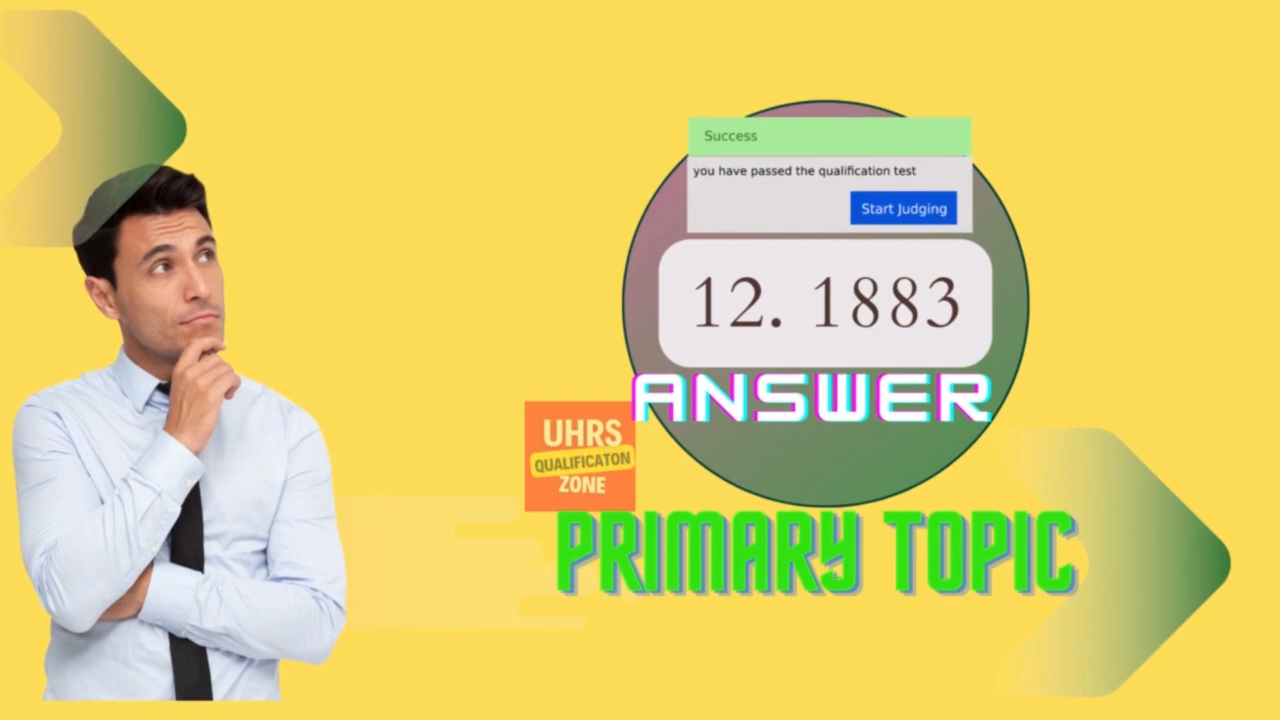 Success
you have passed the qualification test
Start Judging
12. 1883
ANSWER
UHRS
QUALIFICATON
ZONE
PRIMARY TOPIC